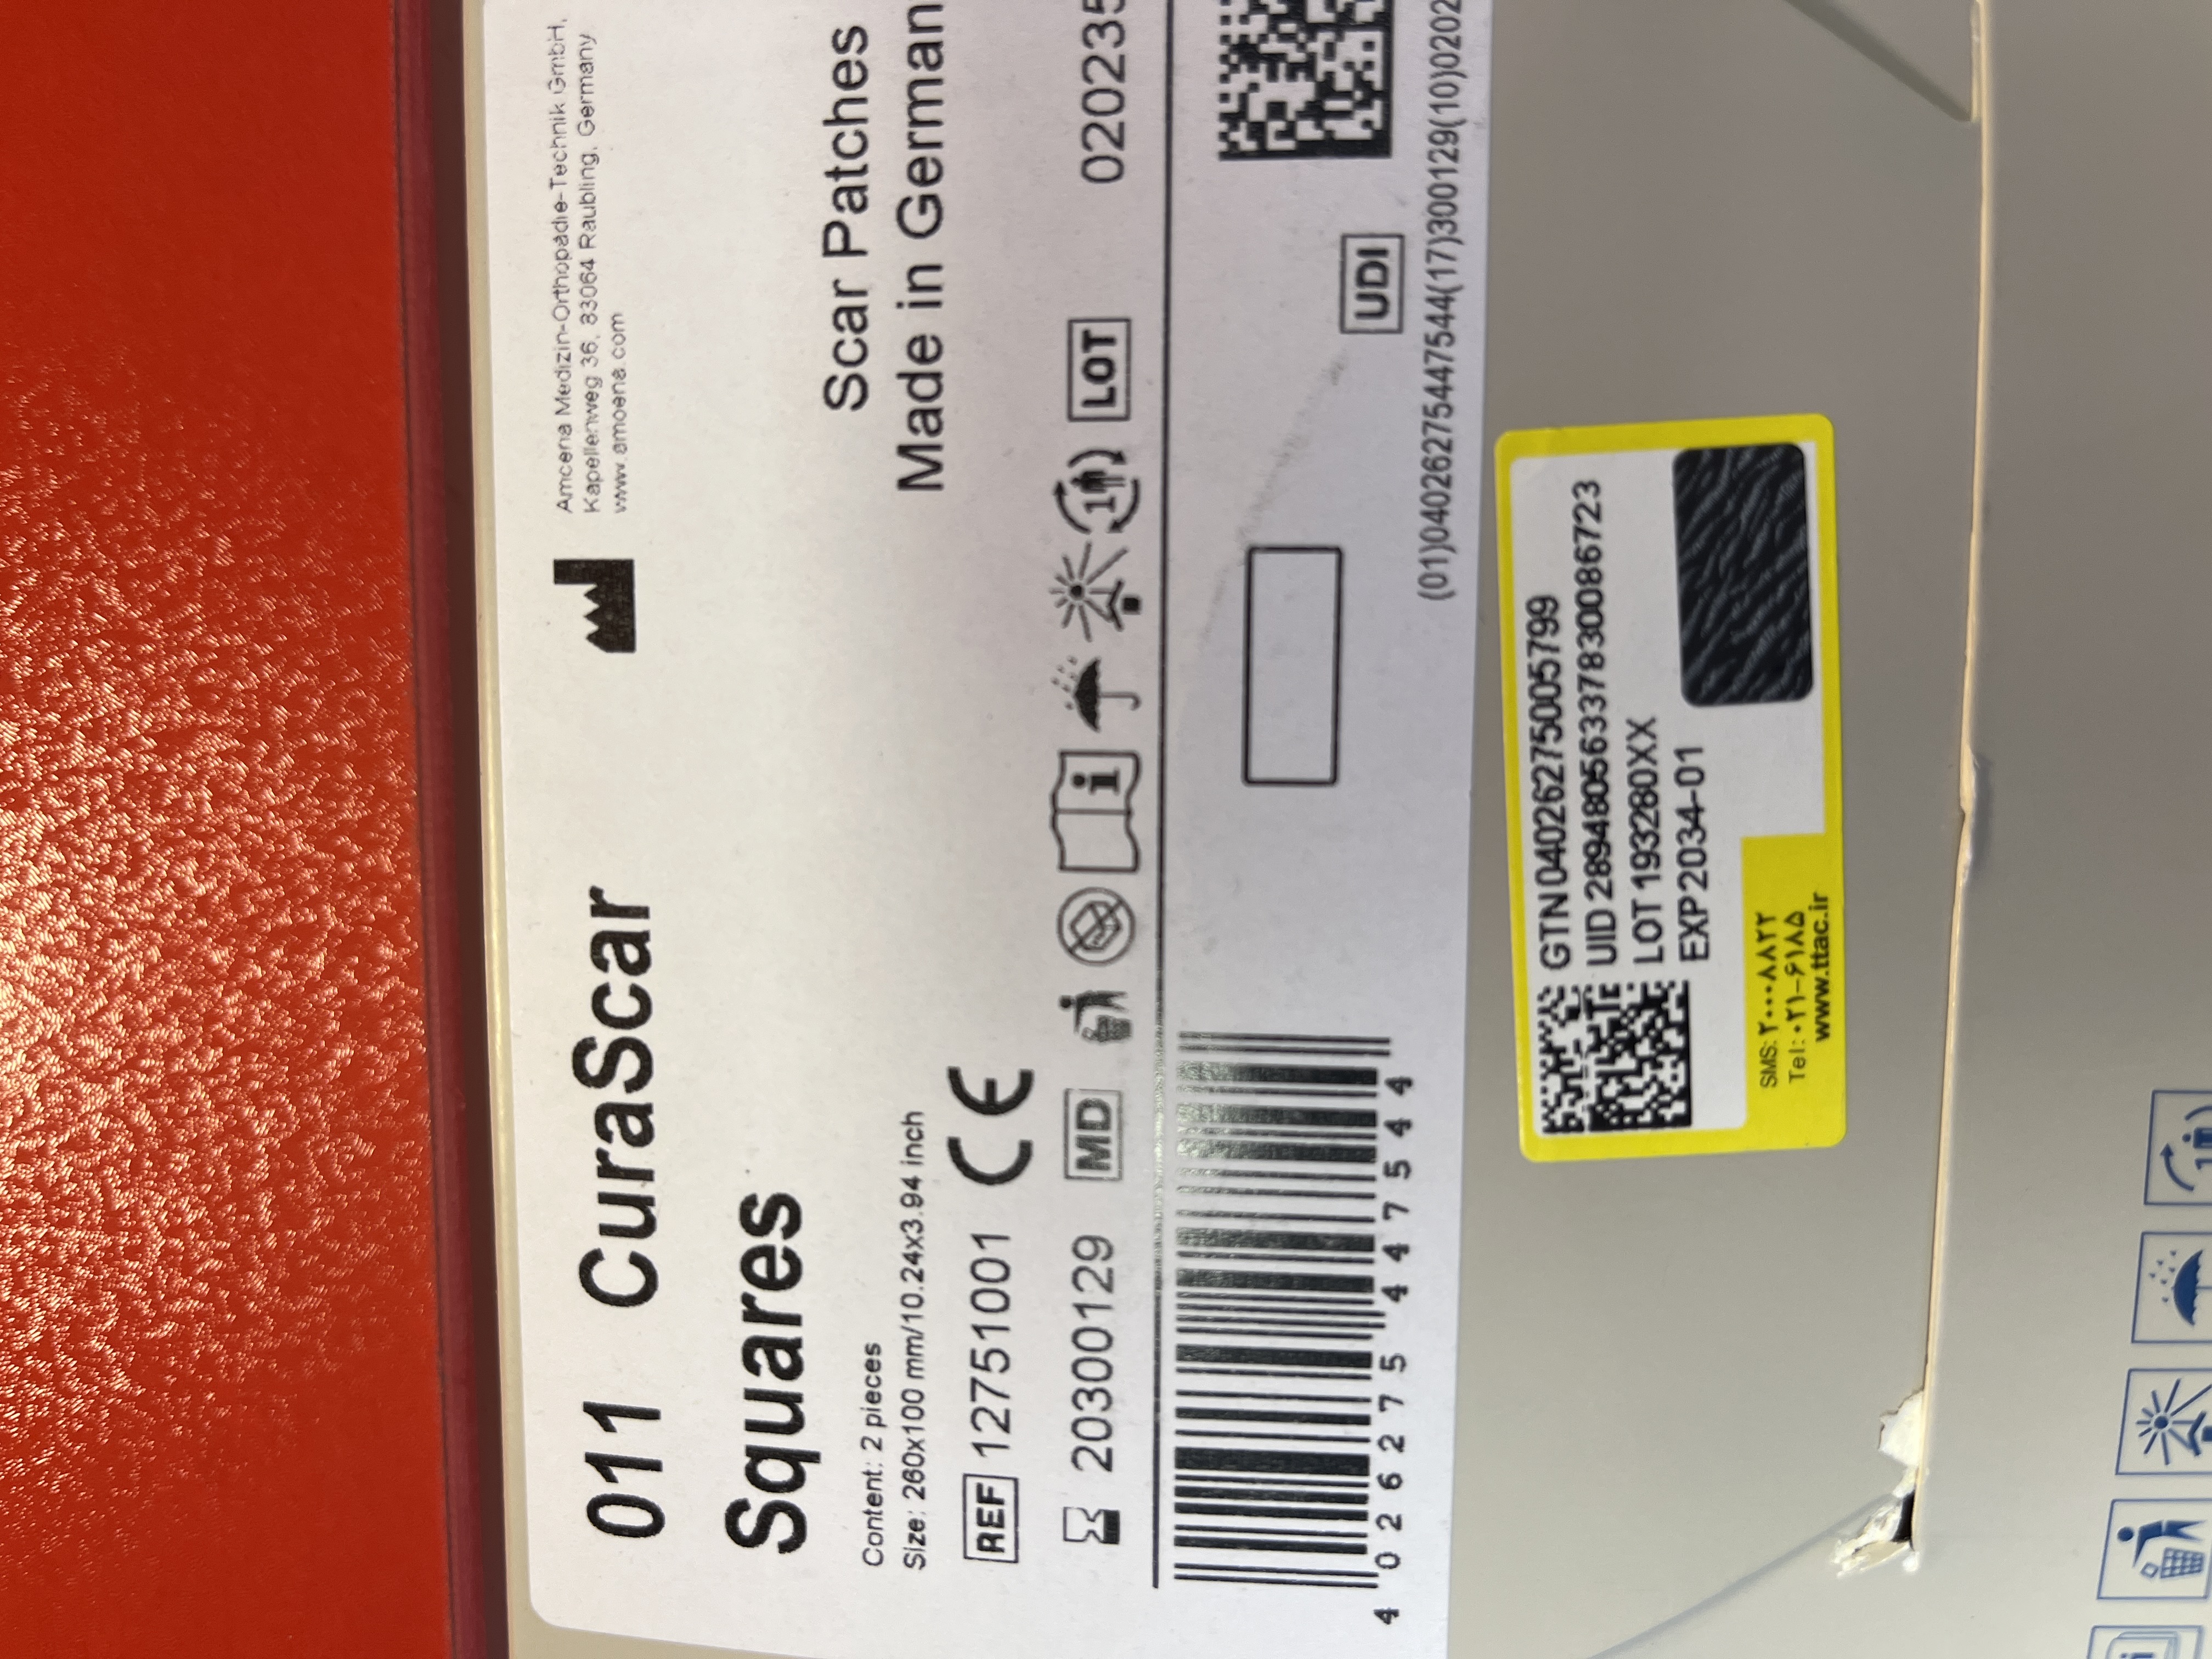 011 CuraScar
Squares
Amoena Medizin-Orthopädie-Technik GmbH,
Kapellenweg 36, 83064 Raubling, Germany
www.amoena.com
Scar Patches
Made in German
Content: 2 pieces
Size: 260x100 mm/10.24x3.94 inch
REF 12751001 CE
20300129 MD
LOT 020235
4 026275 447544
UDI
(01)04026275447544(17)300129(10)0202
GTN 04026275005799
UID 28948056337830086723
LOT 193280XX
EXP 2034-01
SMS: ۲۰۰۰۸۸۲۲
Tel: ۰۲۱-۶۱۸۵
www.ttac.ir